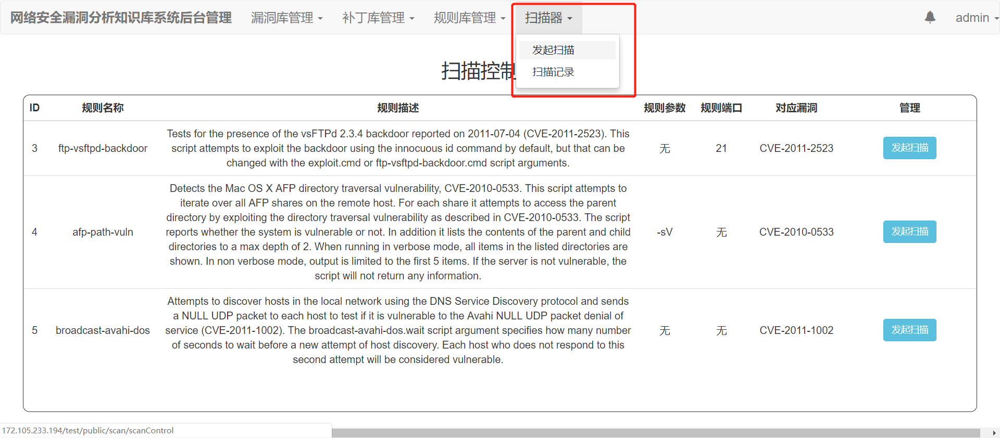 网络安全漏洞分析知识库系统后台管理 漏洞库管理 补丁库管理 规则库管理 扫描器 admin
发起扫描
扫描记录
扫描控制
ID 规则名称 规则描述 规则参数 规则端口 对应漏洞 管理
3 ftp-vsftpd-backdoor Tests for the presence of the vsFTPd 2.3.4 backdoor reported on 2011-07-04 (CVE-2011-2523). This
script attempts to exploit the backdoor using the innocuous id command by default, but that can be
changed with the exploit.cmd or ftp-vsftpd-backdoor.cmd script arguments. 无 21 CVE-2011-2523 发起扫描
4 afp-path-vuln Detects the Mac OS X AFP directory traversal vulnerability, CVE-2010-0533. This script attempts to
iterate over all AFP shares on the remote host. For each share it attempts to access the parent
directory by exploiting the directory traversal vulnerability as described in CVE-2010-0533. The script
reports whether the system is vulnerable or not. In addition it lists the contents of the parent and child
directories to a max depth of 2. When running in verbose mode, all items in the listed directories are
shown. In non verbose mode, output is limited to the first 5 items. If the server is not vulnerable, the
script will not return any information. -sV 无 CVE-2010-0533 发起扫描
5 broadcast-avahi-dos Attempts to discover hosts in the local network using the DNS Service Discovery protocol and sends
a NULL UDP packet to each host to test if it is vulnerable to the Avahi NULL UDP packet denial of
service (CVE-2011-1002). The broadcast-avahi-dos.wait script argument specifies how many number
of seconds to wait before a new attempt of host discovery. Each host who does not respond to this
second attempt will be considered vulnerable. 无 无 CVE-2011-1002 发起扫描
172.105.233.194/test/public/scan/scanControl